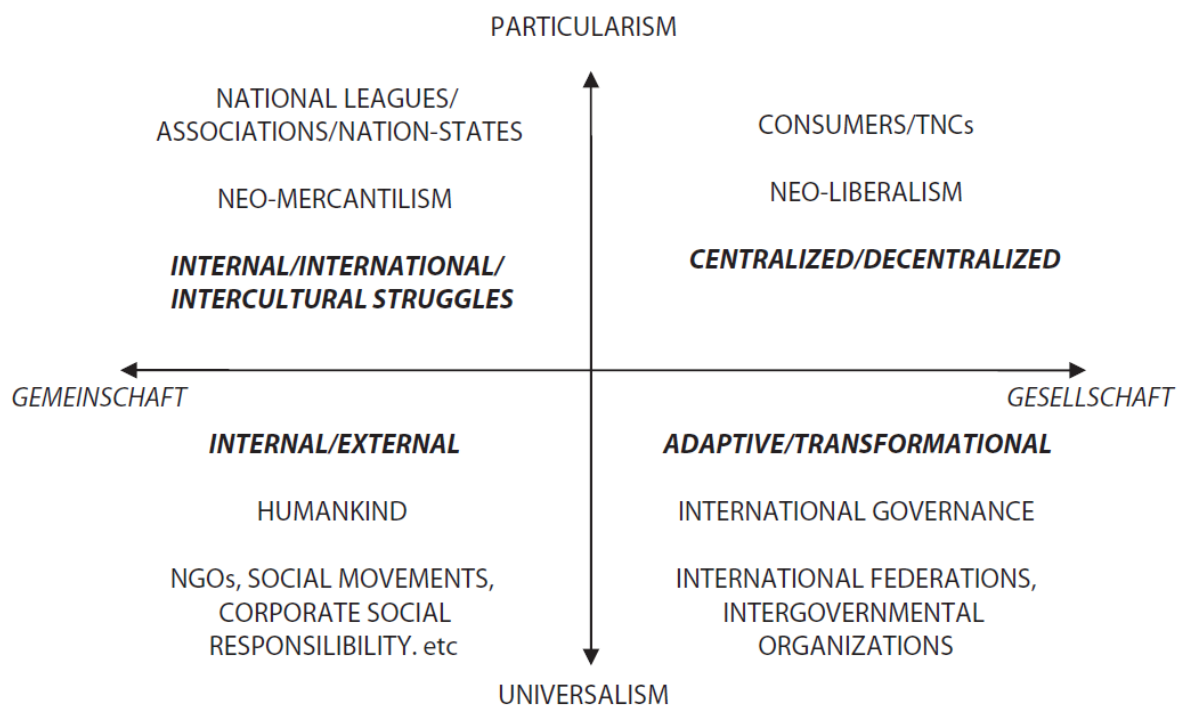 PARTICULARISM
NATIONAL LEAGUES/
ASSOCIATIONS/NATION-STATES
NEO-MERCANTILISM
INTERNAL/INTERNATIONAL/
INTERCULTURAL STRUGGLES
CONSUMERS/TNCs
NEO-LIBERALISM
CENTRALIZED/DECENTRALIZED
GEMEINSCHAFT
GESELLSCHAFT
INTERNAL/EXTERNAL
HUMANKIND
NGOs, SOCIAL MOVEMENTS,
CORPORATE SOCIAL
RESPONSILIBILITY. etc
ADAPTIVE/TRANSFORMATIONAL
INTERNATIONAL GOVERNANCE
INTERNATIONAL FEDERATIONS,
INTERGOVERNMENTAL
ORGANIZATIONS
UNIVERSALISM